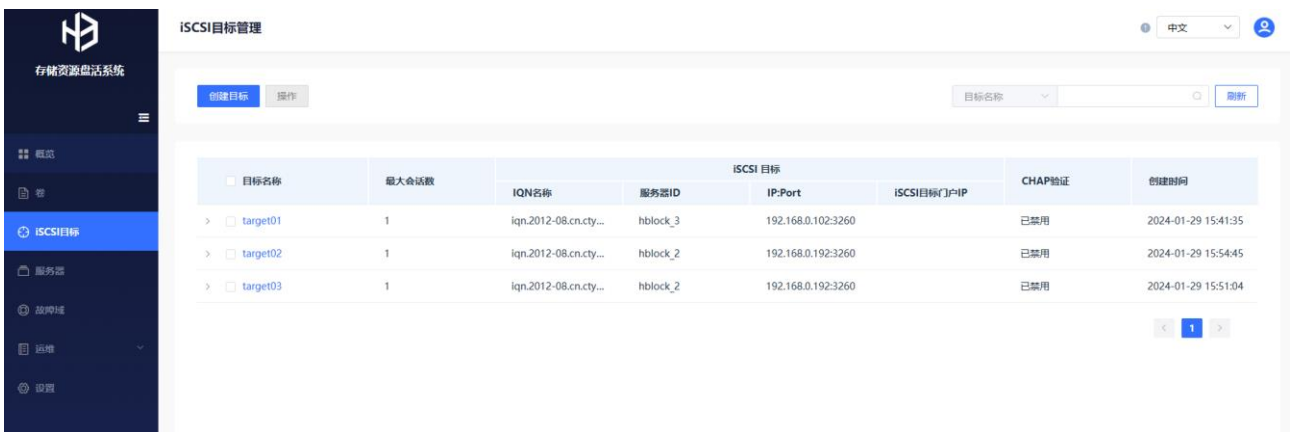 iSCSI目标管理
中文
存储资源盘活系统
创建目标 操作 目标名称 刷新
概览
卷
iSCSI目标
服务器
故障域
运维
设置
目标名称 最大会话数 iSCSI 目标 CHAP验证 创建时间
IQN名称 服务器ID IP:Port iSCSI目标门户IP
target01 1 iqn.2012-08.cn.cty... hblock_3 192.168.0.102:3260 已禁用 2024-01-29 15:41:35
target02 1 iqn.2012-08.cn.cty... hblock_2 192.168.0.192:3260 已禁用 2024-01-29 15:54:45
target03 1 iqn.2012-08.cn.cty... hblock_2 192.168.0.192:3260 已禁用 2024-01-29 15:51:04
1